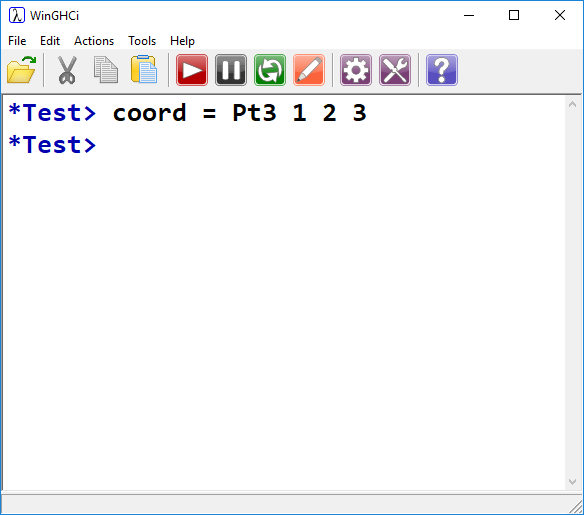 WinGHCi
File Edit Actions Tools Help
*Test> coord = Pt3 1 2 3
*Test>